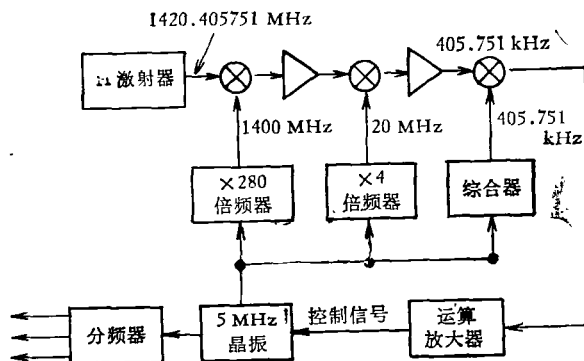 1420.405751 MHz
H 激射器
405.751 kHz
1400 MHz
20 MHz
405.751
kHz
×280
倍频器
×4
倍频器
综合器
分频器
5 MHz
晶振
控制信号
运算
放大器